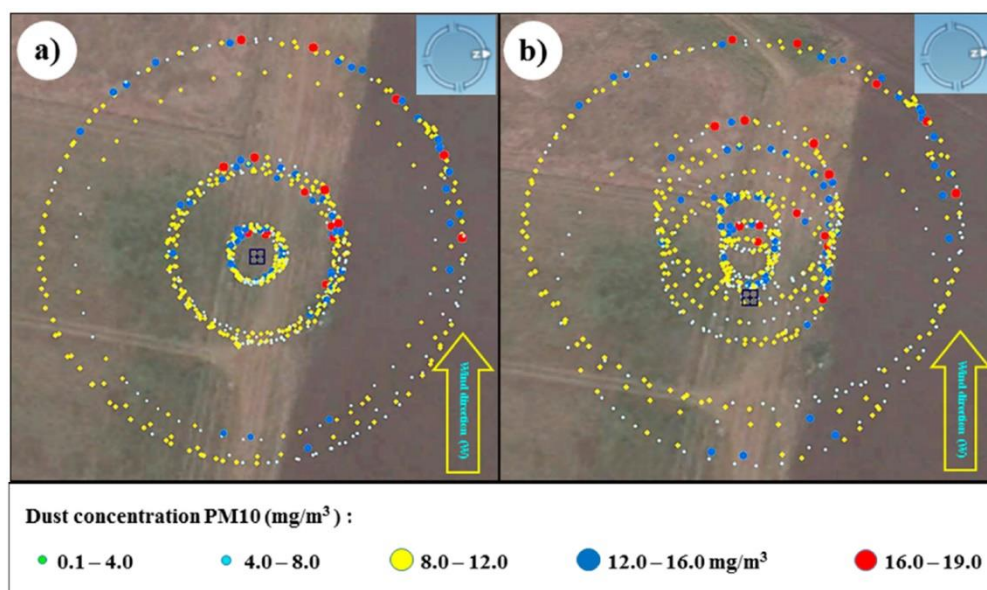 a)
b)
Z
Z
Wind direction (W)
Wind direction (W)
Dust concentration PM10 (mg/m³) :
0.1 – 4.0
4.0 – 8.0
8.0 – 12.0
12.0 – 16.0 mg/m³
16.0 – 19.0